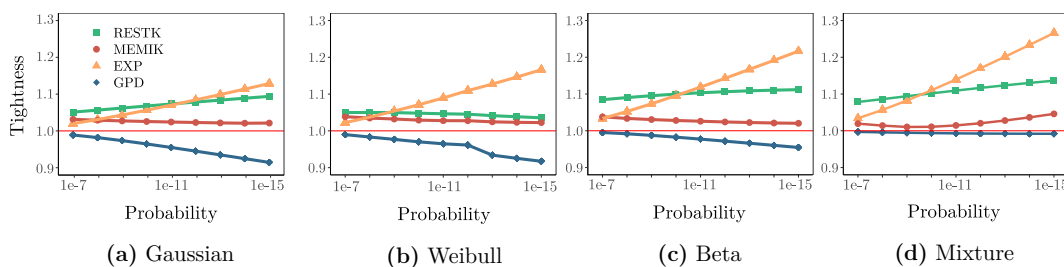 1.3 1.3 1.3 1.3
RESTK
MEMIK
EXP
GPD
1.2 1.2 1.2 1.2
Tightness
1.1 1.1 1.1 1.1
1.0 1.0 1.0 1.0
0.9 0.9 0.9 0.9
1e-7 1e-11 1e-15 1e-7 1e-11 1e-15 1e-7 1e-11 1e-15 1e-7 1e-11 1e-15
Probability Probability Probability Probability
(a) Gaussian (b) Weibull (c) Beta (d) Mixture